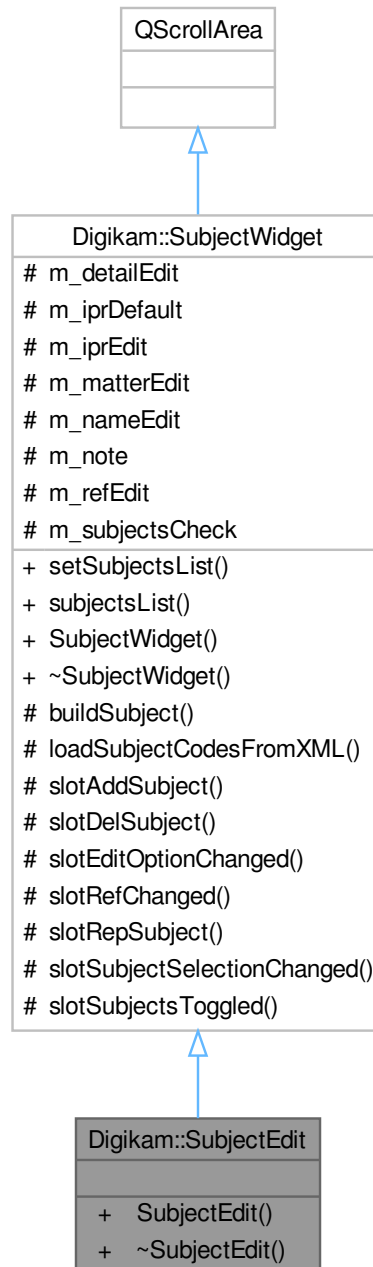 QScrollArea
Digikam::SubjectWidget
# m_detailEdit
# m_iprDefault
# m_iprEdit
# m_matterEdit
# m_nameEdit
# m_note
# m_refEdit
# m_subjectsCheck
+ setSubjectsList()
+ subjectsList()
+ SubjectWidget()
+ ~SubjectWidget()
# buildSubject()
# loadSubjectCodesFromXML()
# slotAddSubject()
# slotDelSubject()
# slotEditOptionChanged()
# slotRefChanged()
# slotRepSubject()
# slotSubjectSelectionChanged()
# slotSubjectsToggled()
Digikam::SubjectEdit
+ SubjectEdit()
+ ~SubjectEdit()